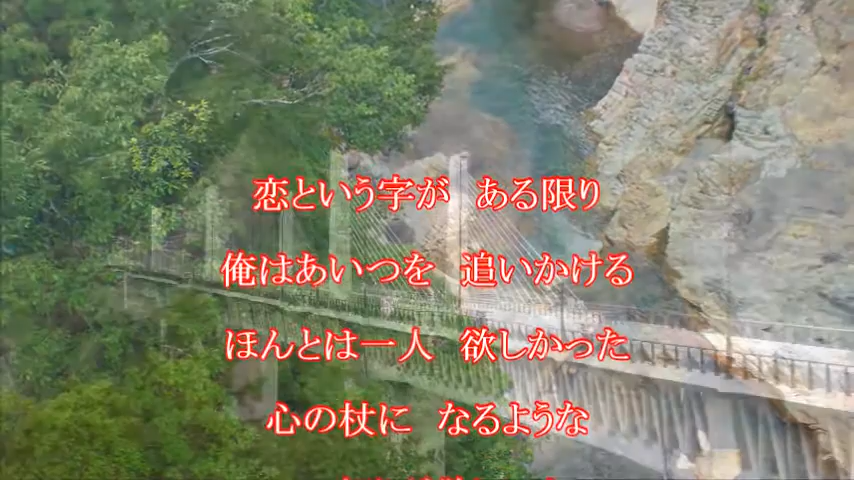 恋という字が　ある限り
俺はあいつを　追いかける
ほんとは一人　欲しかった
心の杖に　なるような